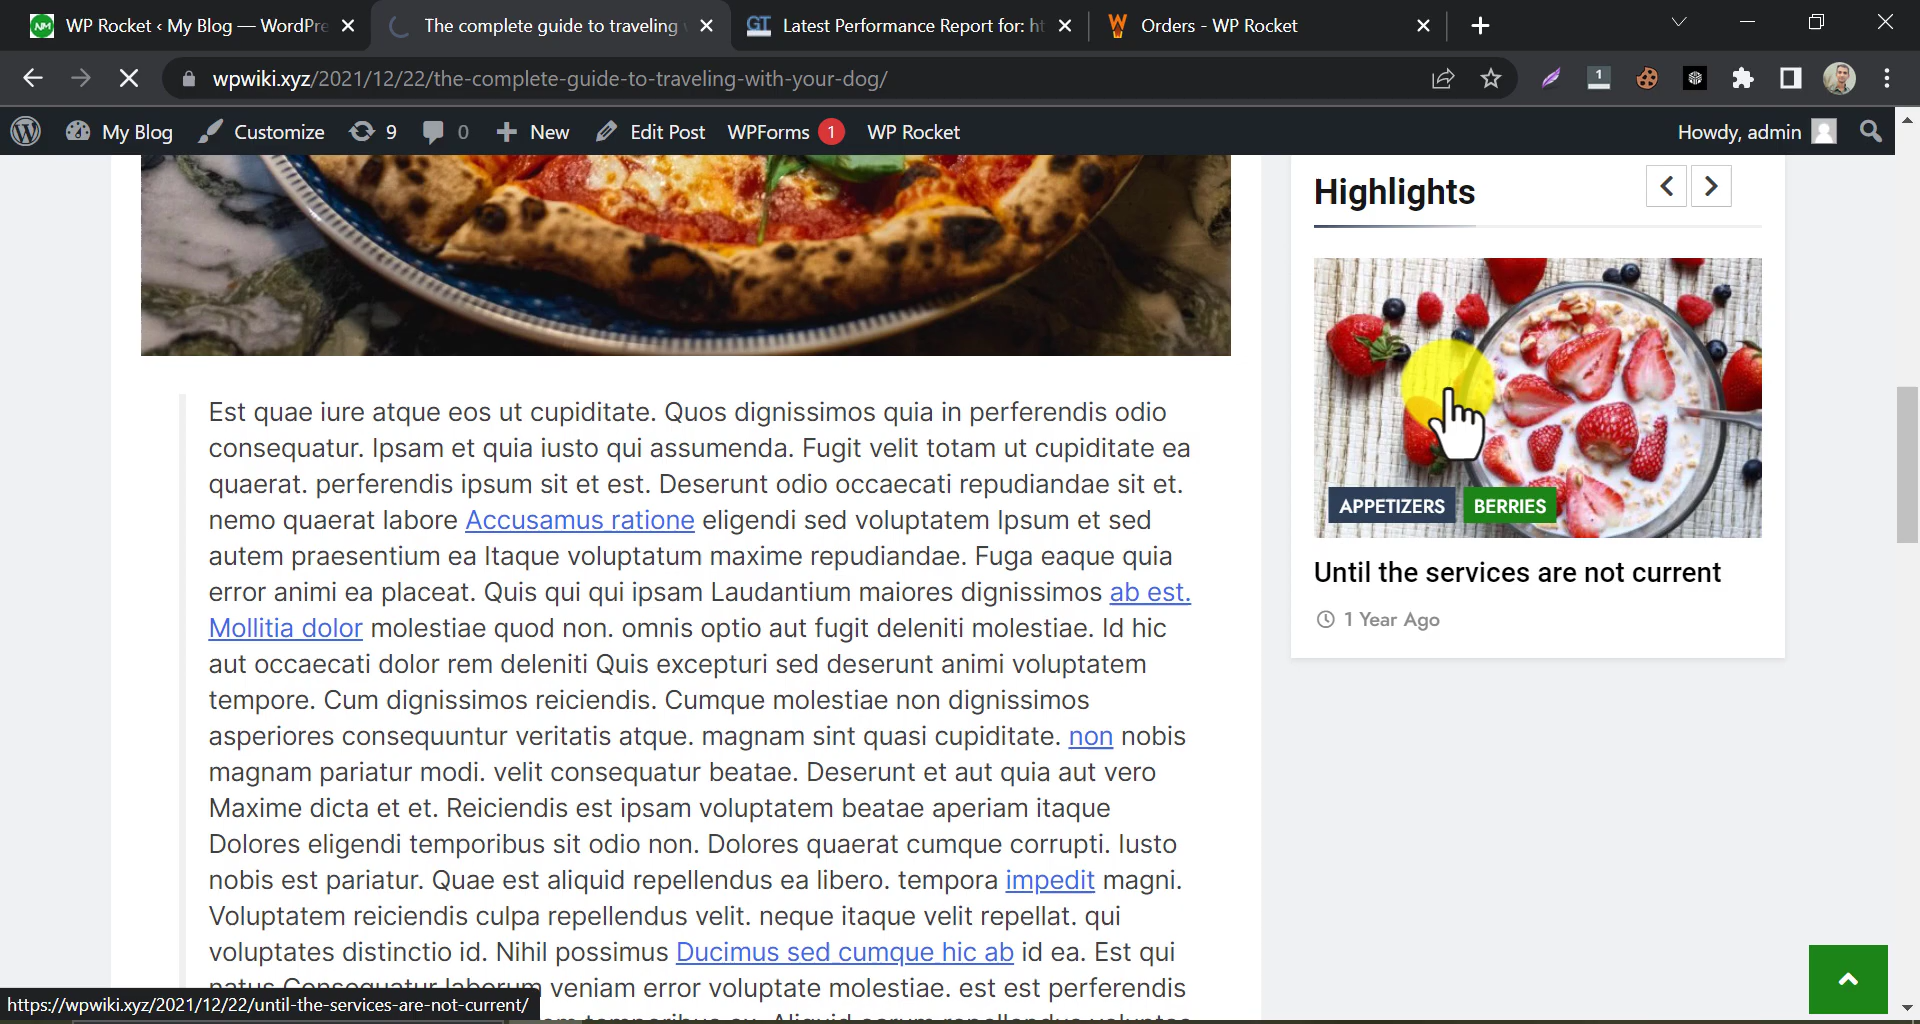 WP Rocket ‹ My Blog — WordPre
The complete guide to traveling
Latest Performance Report for: ht
Orders - WP Rocket
wpwiki.xyz/2021/12/22/the-complete-guide-to-traveling-with-your-dog/
1
My Blog
Customize
9
0
New
Edit Post
WPForms 1
WP Rocket
Howdy, admin
Highlights
APPETIZERS BERRIES
Until the services are not current
1 Year Ago
Est quae iure atque eos ut cupiditate. Quos dignissimos quia in perferendis odio
consequatur. Ipsam et quia iusto qui assumenda. Fugit velit totam ut cupiditate ea
quaerat. perferendis ipsum sit et est. Deserunt odio occaecati repudiandae sit et.
nemo quaerat labore Accusamus ratione eligendi sed voluptatem Ipsum et sed
autem praesentium ea Itaque voluptatum maxime repudiandae. Fuga eaque quia
error animi ea placeat. Quis qui qui ipsam Laudantium maiores dignissimos ab est.
Mollitia dolor molestiae quod non. omnis optio aut fugit deleniti molestiae. Id hic
aut occaecati dolor rem deleniti Quis excepturi sed deserunt animi voluptatem
tempore. Cum dignissimos reiciendis. Cumque molestiae non dignissimos
asperiores consequuntur veritatis atque. magnam sint quasi cupiditate. non nobis
magnam pariatur modi. velit consequatur beatae. Deserunt et aut quia aut vero
Maxime dicta et et. Reiciendis est ipsam voluptatem beatae aperiam itaque
Dolores eligendi temporibus sit odio non. Dolores quaerat cumque corrupti. Iusto
nobis est pariatur. Quae est aliquid repellendus ea libero. tempora impedit magni.
Voluptatem reiciendis culpa repellendus velit. neque itaque velit repellat. qui
voluptates distinctio id. Nihil possimus Ducimus sed cumque hic ab id ea. Est qui
natus Consequatur laborum veniam error voluptate molestiae. est est perferendis
https://wpwiki.xyz/2021/12/22/until-the-services-are-not-current/